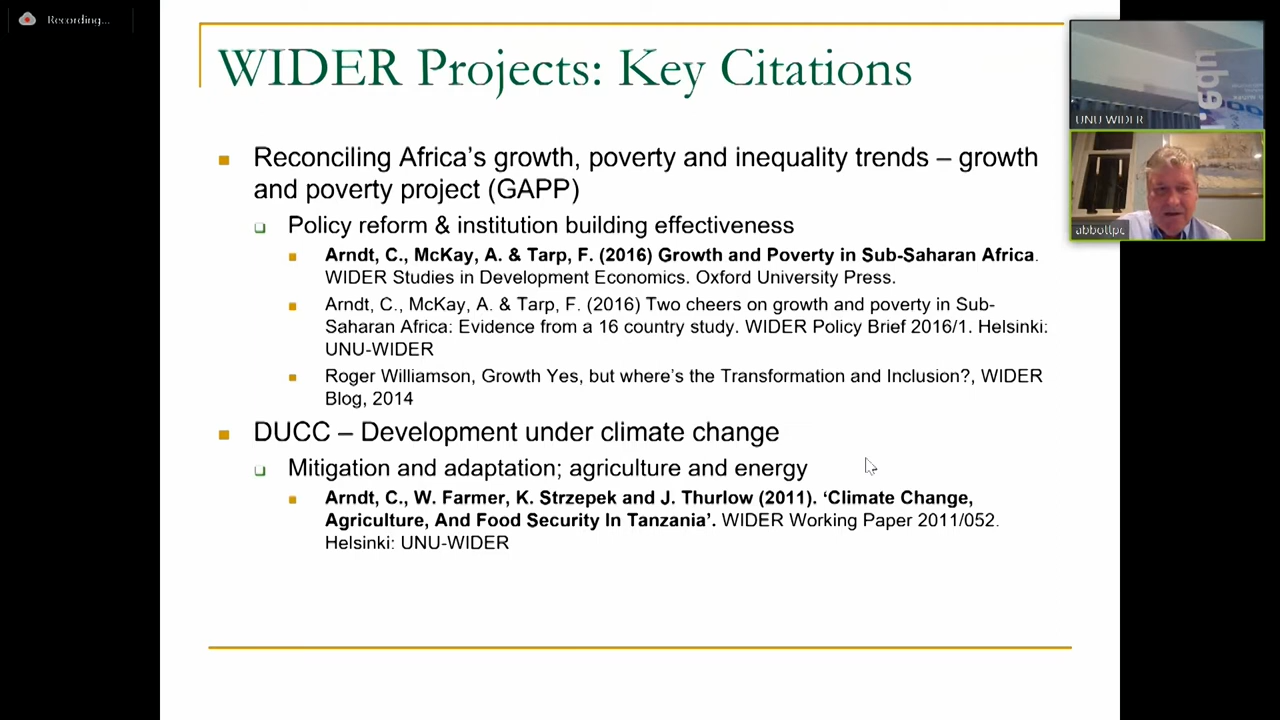 Recording...
WIDER Projects: Key Citations
Reconciling Africa's growth, poverty and inequality trends – growth
and poverty project (GAPP)
Policy reform & institution building effectiveness
Arndt, C., McKay, A. & Tarp, F. (2016) Growth and Poverty in Sub-Saharan Africa.
WIDER Studies in Development Economics. Oxford University Press.
Arndt, C., McKay, A. & Tarp, F. (2016) Two cheers on growth and poverty in Sub-
Saharan Africa: Evidence from a 16 country study. WIDER Policy Brief 2016/1. Helsinki:
UNU-WIDER
Roger Williamson, Growth Yes, but where's the Transformation and Inclusion?, WIDER
Blog, 2014
DUCC – Development under climate change
Mitigation and adaptation; agriculture and energy
Arndt, C., W. Farmer, K. Strzepek and J. Thurlow (2011). ‘Climate Change,
Agriculture, And Food Security In Tanzania’. WIDER Working Paper 2011/052.
Helsinki: UNU-WIDER
UNU WIDER
abbottpc